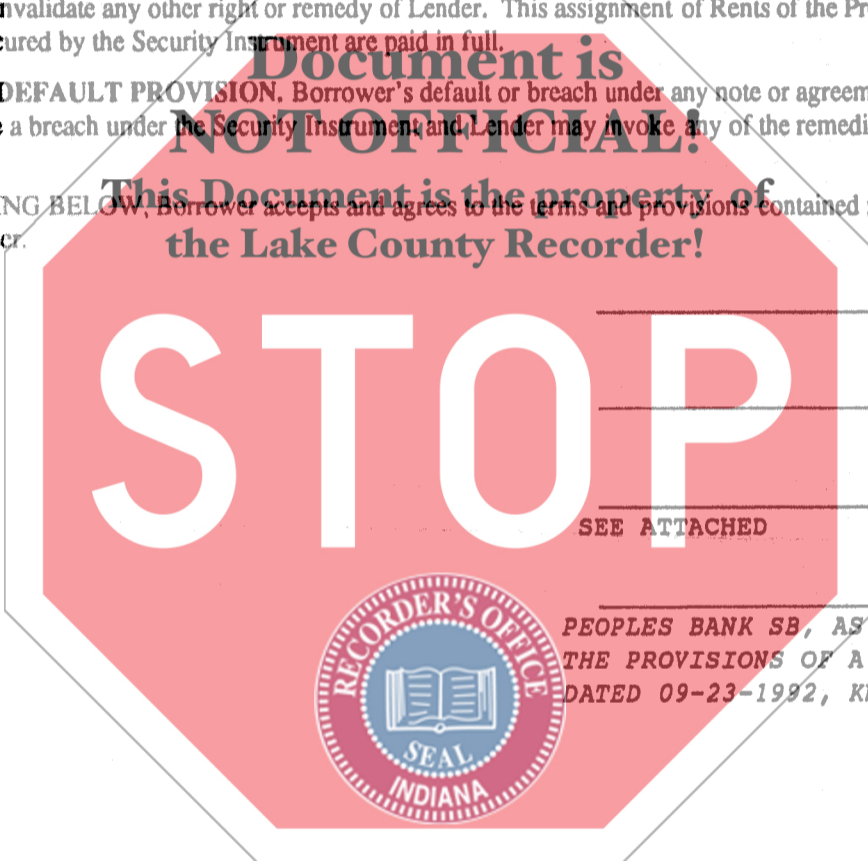 nvalidate any other right or remedy of Lender. This assignment of Rents of the Pr
cured by the Security Instrument are paid in full.
Document is
DEFAULT PROVISION. Borrower's default or breach under any note or agreem
NOT OFFICIAL!
a breach under the Security Instrument and Lender may invoke any of the remedi
This Document is the property of
NG BELOW, Borrower accepts and agrees to the terms and provisions contained
cr.
the Lake County Recorder!
STOP
SEE ATTACHED
RECORDER'S OFFICE
SEAL
INDIANA
PEOPLES BANK SB, AS
THE PROVISIONS OF A
DATED 09-23-1992, K